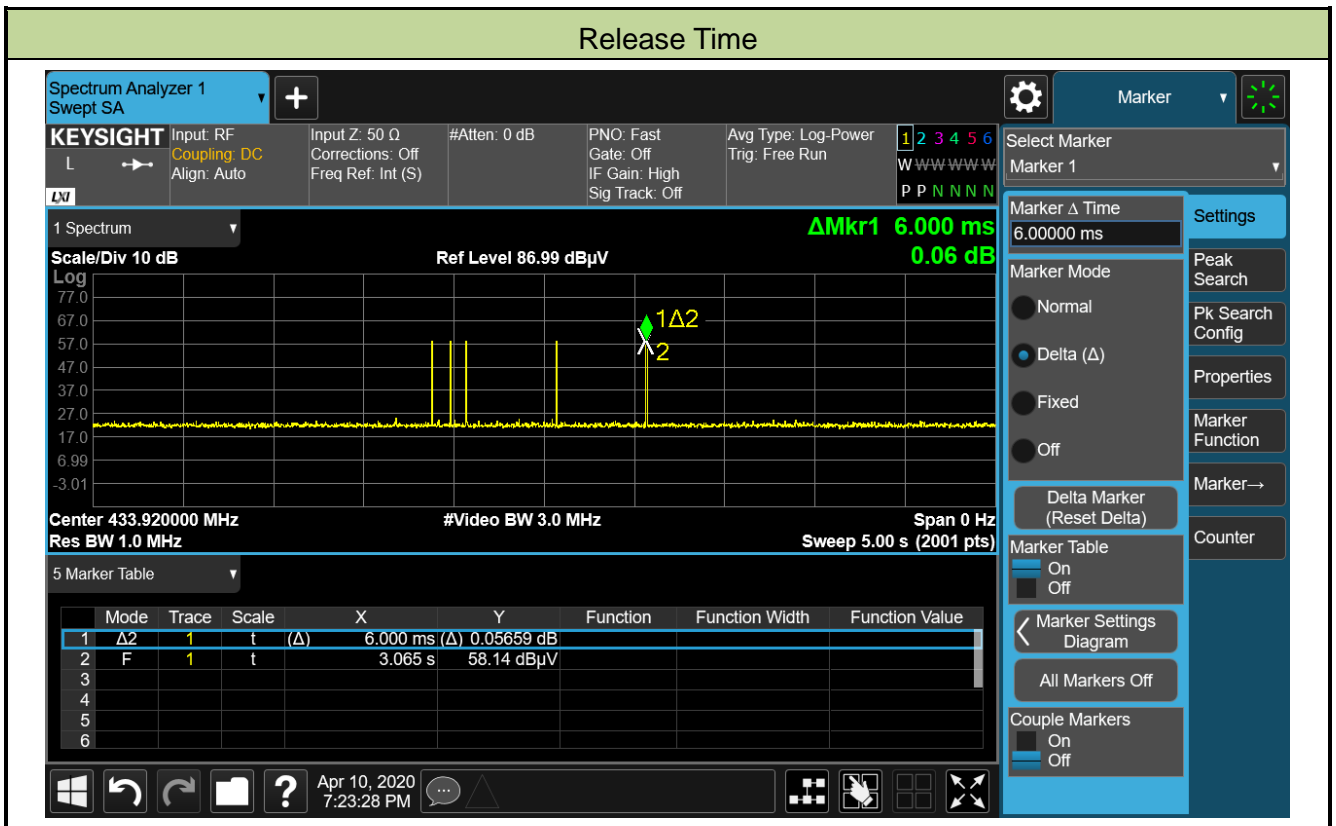 Release Time
Spectrum Analyzer 1
Swept SA
Marker
KEYSIGHT
L
LXI
Input: RF
Coupling: DC
Align: Auto
Input Z: 50 Ω
Corrections: Off
Freq Ref: Int (S)
#Atten: 0 dB
PNO: Fast
Gate: Off
IF Gain: High
Sig Track: Off
Avg Type: Log-Power
Trig: Free Run
1 2 3 4 5 6
W W W W W W
P P N N N N
Select Marker
Marker 1
1 Spectrum
ΔMkr1 6.000 ms
0.06 dB
Scale/Div 10 dB
Ref Level 86.99 dBµV
Log
77.0
67.0
57.0
47.0
37.0
27.0
17.0
6.99
-3.01
1Δ2
2
Center 433.920000 MHz
#Video BW 3.0 MHz
Span 0 Hz
Res BW 1.0 MHz
Sweep 5.00 s (2001 pts)
5 Marker Table
Mode Trace Scale X Y Function Function Width Function Value
1 Δ2 1 t (Δ) 6.000 ms (Δ) 0.05659 dB
2 F 1 t 3.065 s 58.14 dBµV
3
4
5
6
Marker Δ Time
6.00000 ms
Marker Mode
Normal
Delta (Δ)
Fixed
Off
Delta Marker
(Reset Delta)
Marker Table
On
Off
Marker Settings
Diagram
All Markers Off
Couple Markers
On
Off
Settings
Peak
Search
Pk Search
Config
Properties
Marker
Function
Marker→
Counter
?
Apr 10, 2020
7:23:28 PM